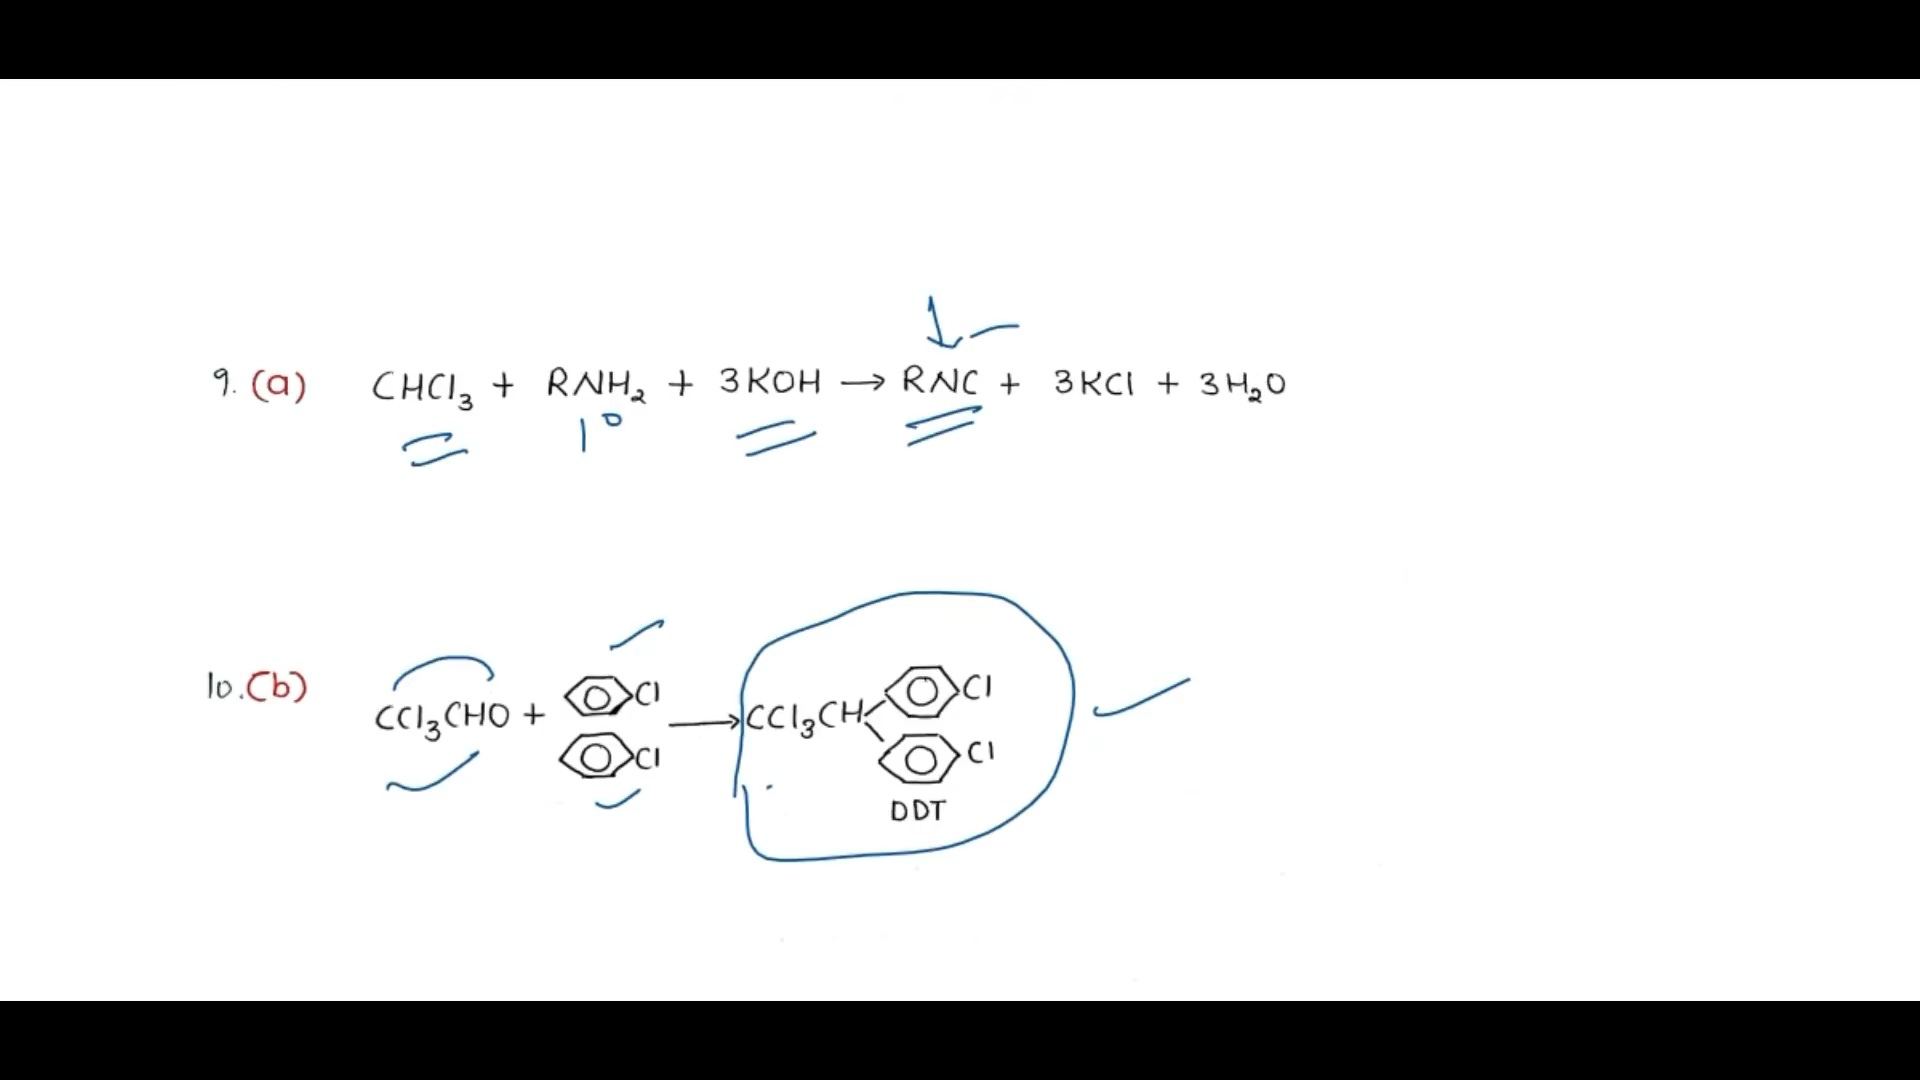 9. (a) CHCl₃ + RNH₂ + 3KOH → RNC + 3KCl + 3H₂O
1°
10. (b) CCl₃CHO + Cl Cl → CCl₃CH Cl Cl
DDT